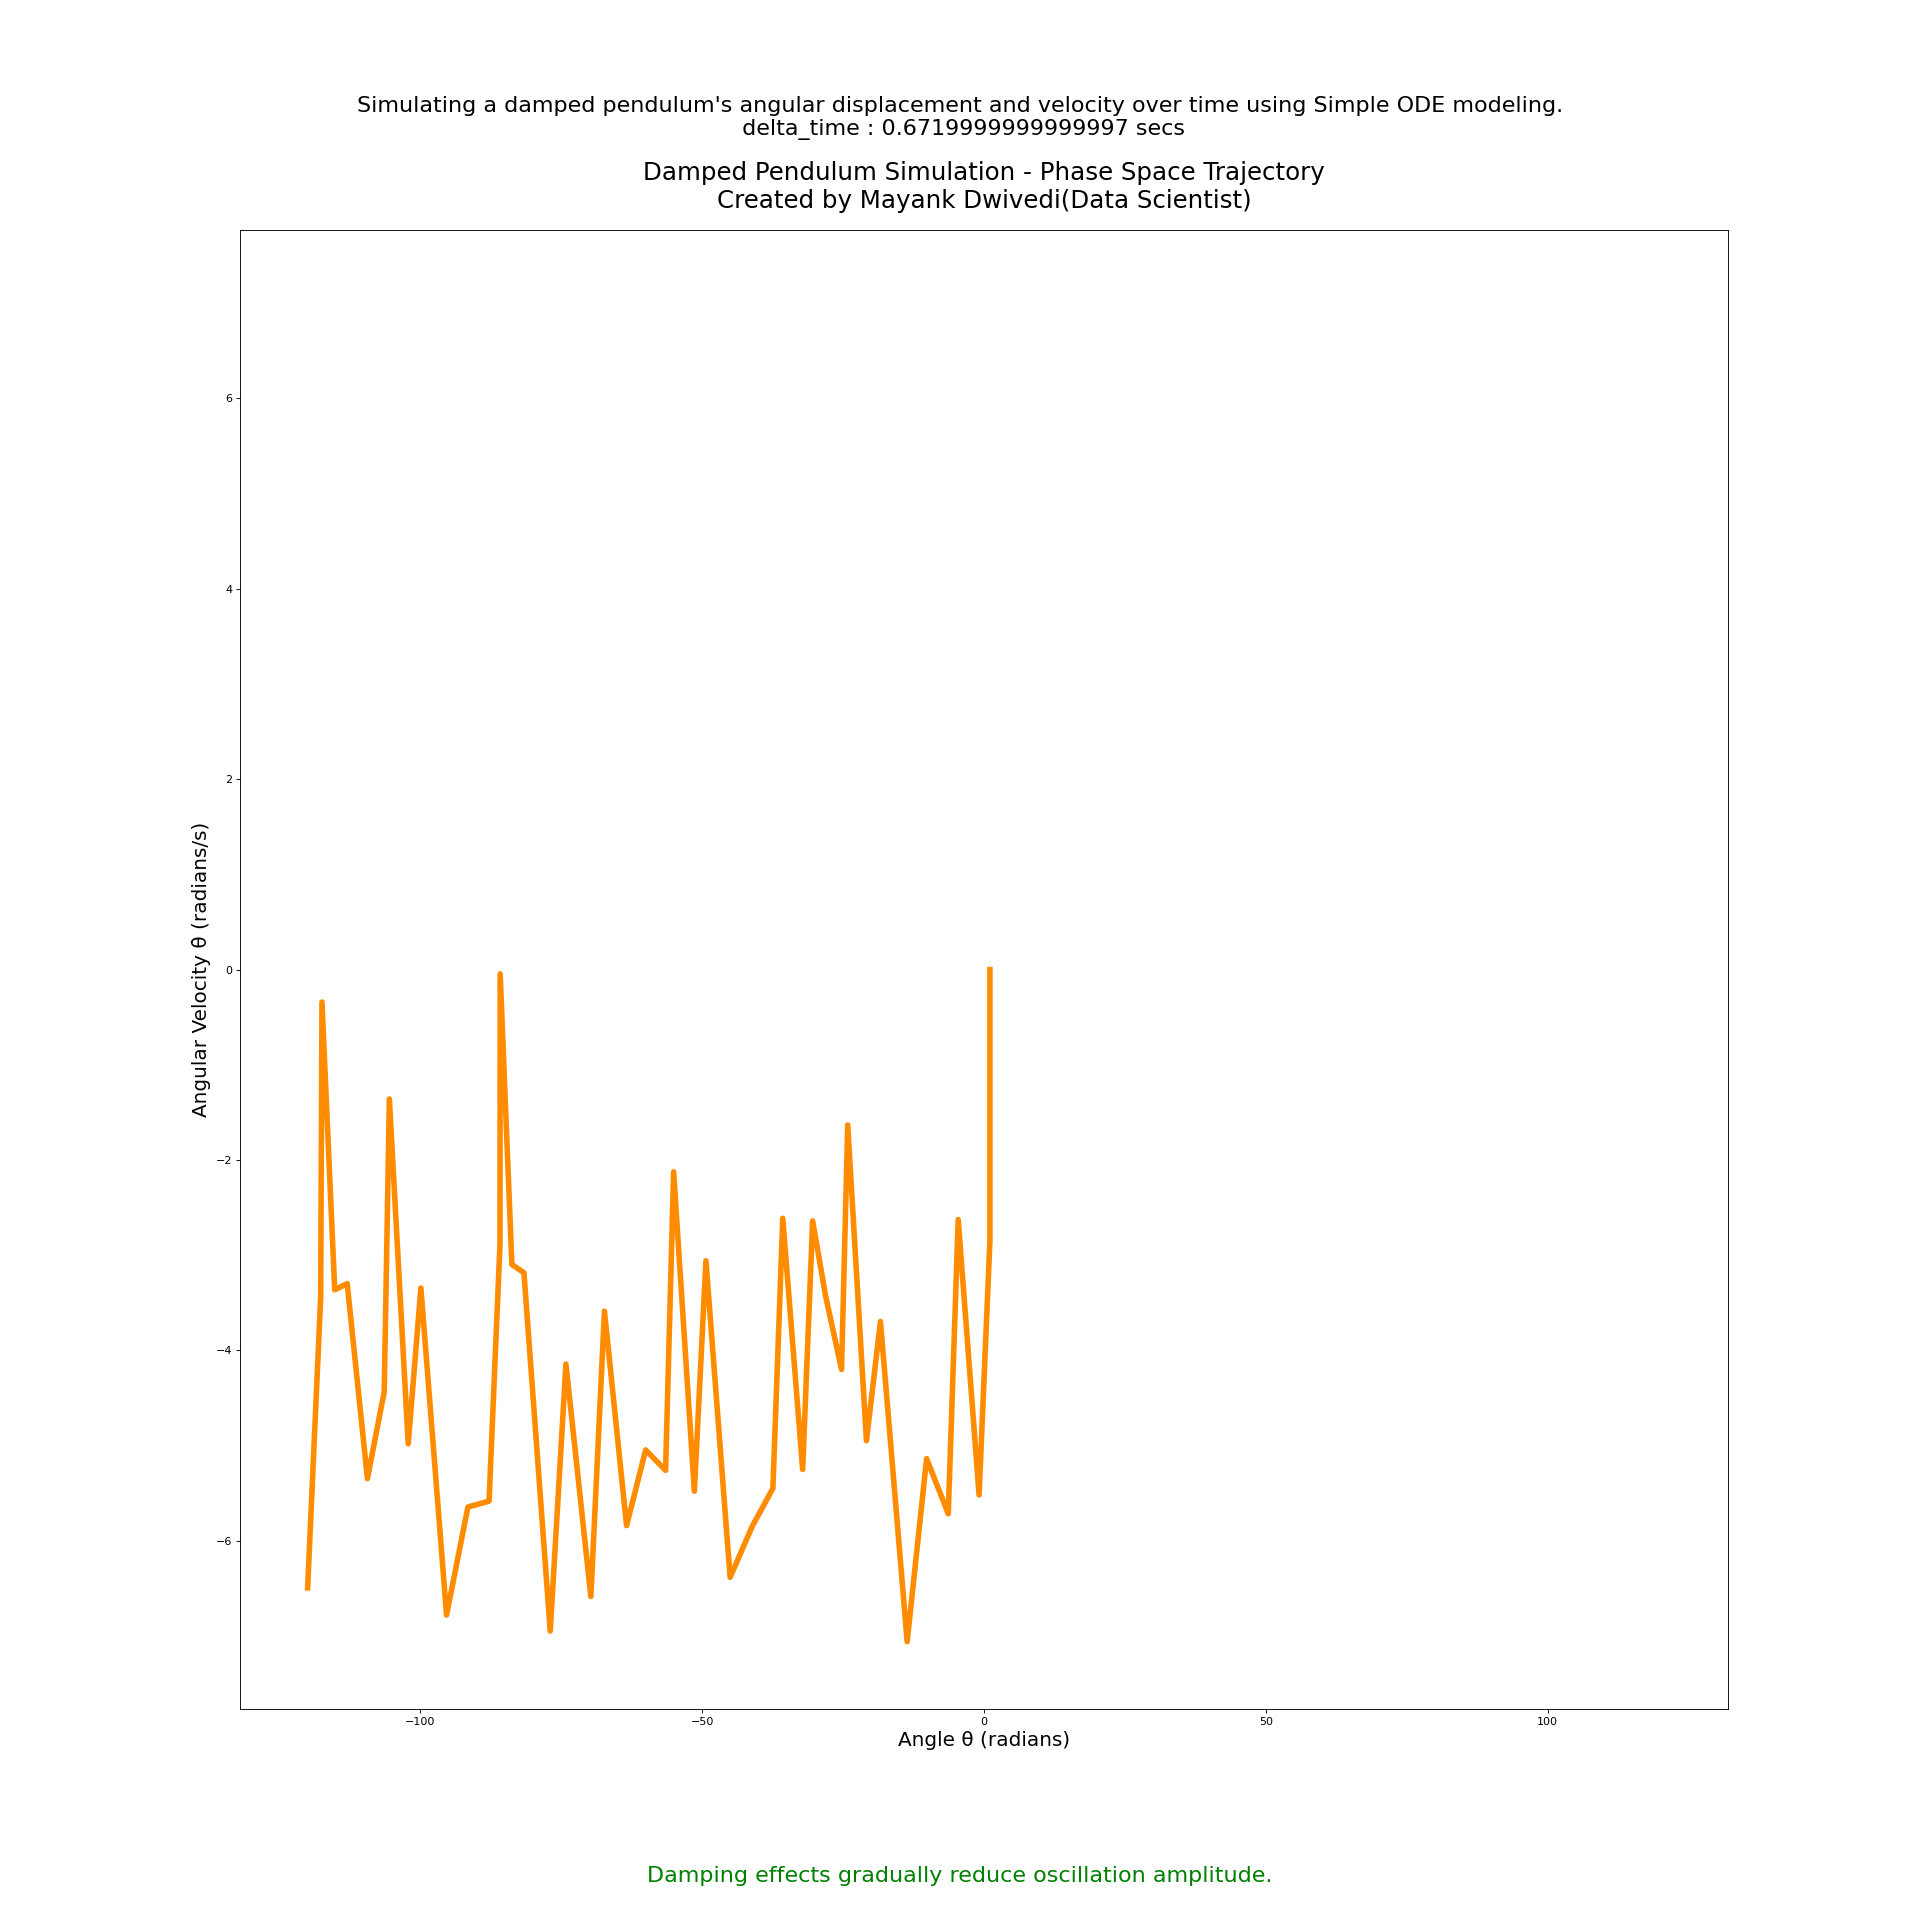 Simulating a damped pendulum's angular displacement and velocity over time using Simple ODE modeling.
delta_time : 0.6719999999999997 secs
Damped Pendulum Simulation - Phase Space Trajectory
Created by Mayank Dwivedi(Data Scientist)
Angular Velocity θ (radians/s)
6
4
2
0
−2
−4
−6
−100
−50
0
50
100
Angle θ (radians)
Damping effects gradually reduce oscillation amplitude.